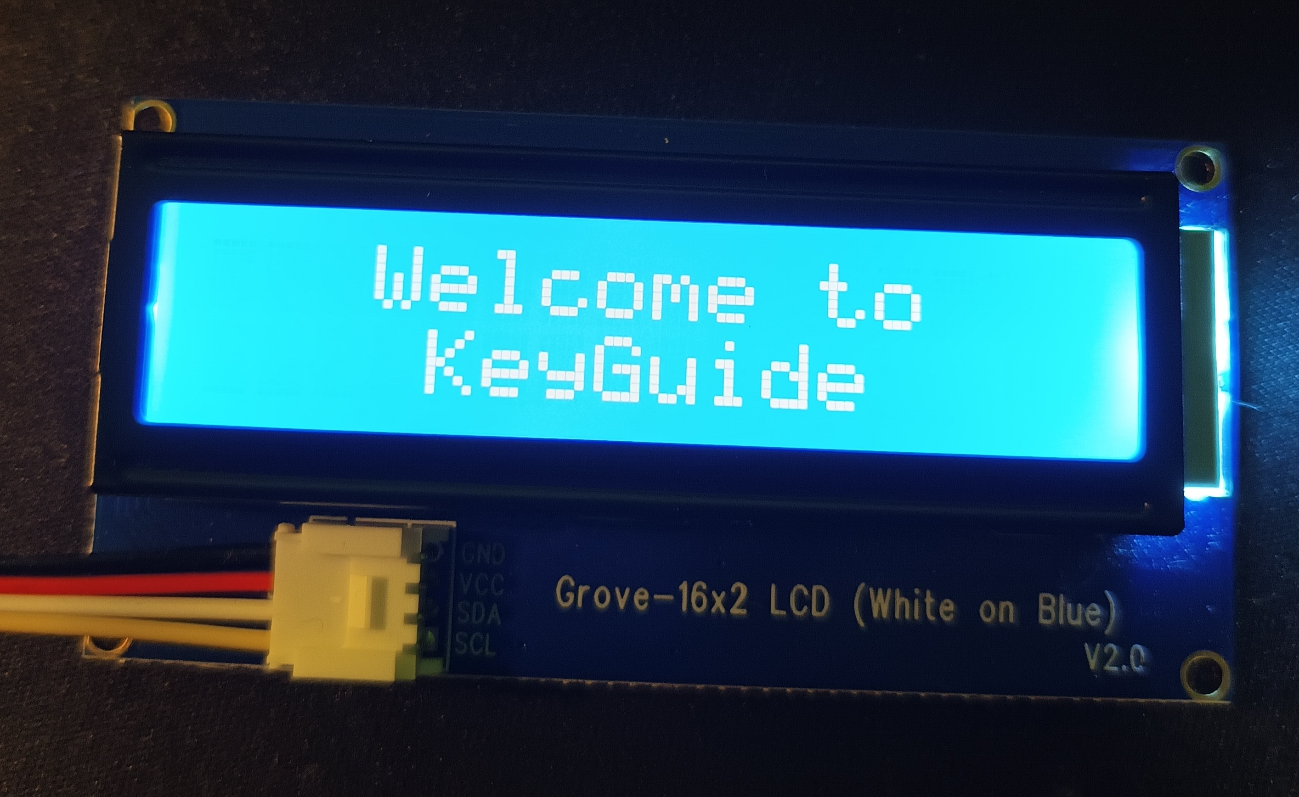 Welcome to
KeyGuide
GND
VCC
SDA
SCL
Grove-16x2 LCD (White on Blue)
V2.0